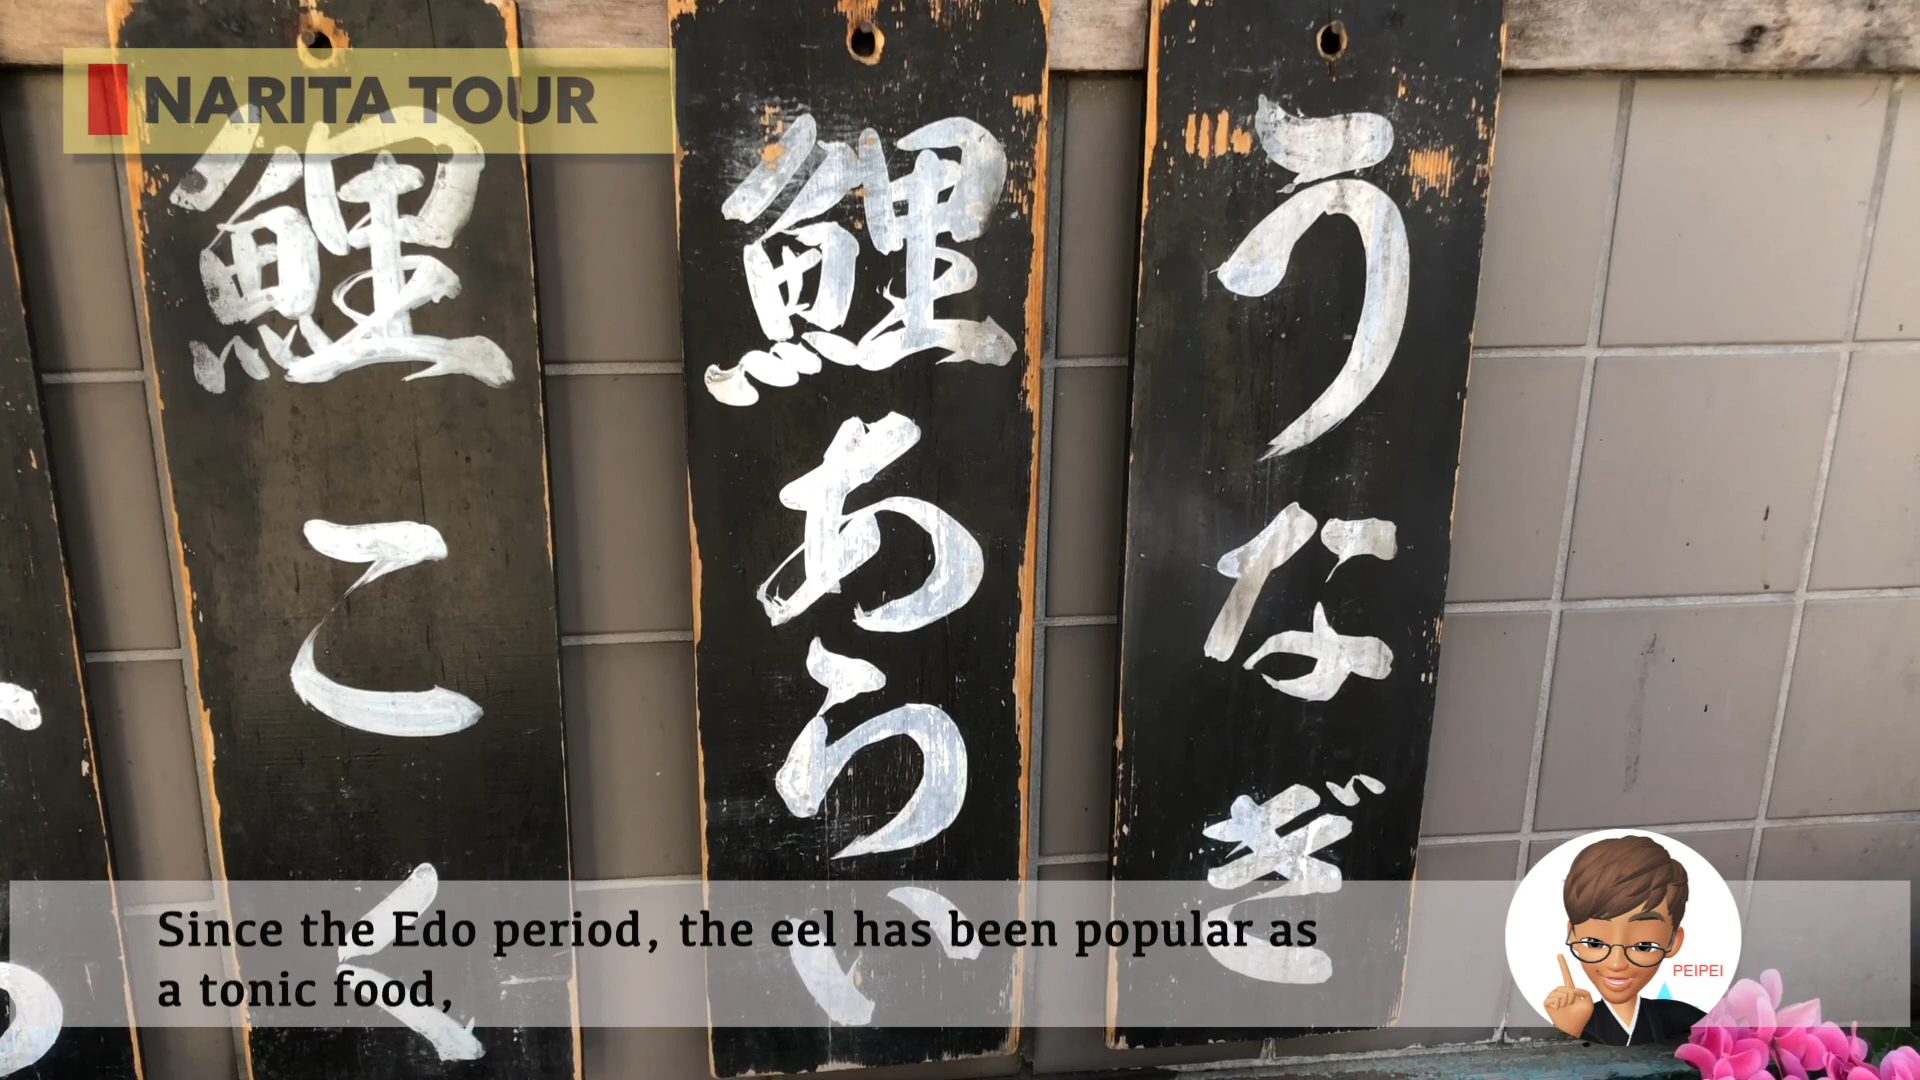 NARITA TOUR
うなぎ
鯉あらい
鯉こく
Since the Edo period, the eel has been popular as
a tonic food,
PEIPEI